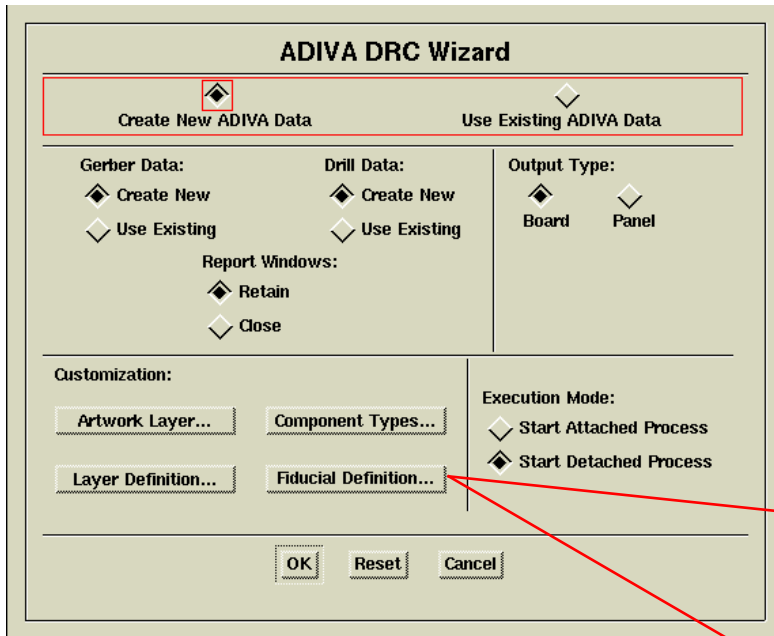 ADIVA DRC Wizard
Create New ADIVA Data
Use Existing ADIVA Data
Gerber Data:
Create New
Use Existing
Drill Data:
Create New
Use Existing
Output Type:
Board
Panel
Report Windows:
Retain
Close
Customization:
Artwork Layer...
Component Types...
Layer Definition...
Fiducial Definition...
Execution Mode:
Start Attached Process
Start Detached Process
OK
Reset
Cancel